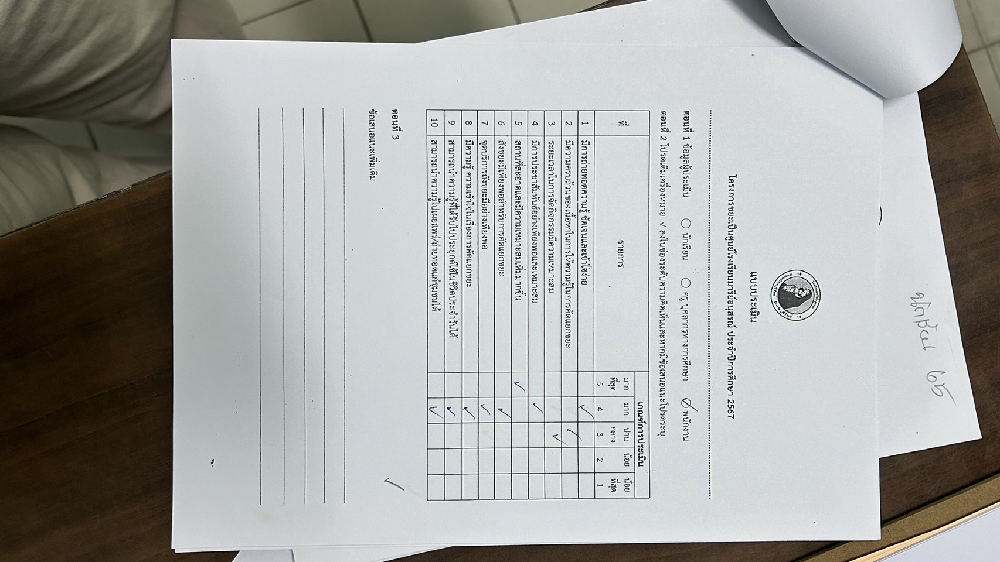 แบบประเมิน
โครงการขยะเป็นศูนย์โรงเรียนมารีย์อนุสรณ์ ประจำปีการศึกษา 2567
ตอนที่ 1 ข้อมูลผู้ประเมิน ○ นักเรียน ○ ครู บุคลากรทางการศึกษา ○ พนักงาน
ตอนที่ 2 โปรดเติมเครื่องหมาย √ ลงในช่องระดับความคิดเห็นและหากมีข้อเสนอแนะโปรดระบุ
ที่ รายการ เกณฑ์การประเมิน
มากที่สุด 5 มาก 4 ปานกลาง 3 น้อย 2 น้อยที่สุด 1
1 มีการถ่ายทอดความรู้ ชัดเจนและเข้าใจง่าย ✓
2 มีความครบถ้วนของเนื้อหาในการให้ความรู้ในการคัดแยกขยะ ✓
3 ระยะเวลาในการจัดกิจกรรมมีความเหมาะสม ✓
4 มีการประชาสัมพันธ์อย่างเพียงพอและเหมาะสม ✓
5 สถานที่สะอาดและมีความเหมาะสมเพิ่มมากขึ้น ✓
6 ถังขยะมีเพียงพอสำหรับการคัดแยกขยะ ✓
7 จุดบริการถังขยะมีอย่างเพียงพอ ✓
8 มีความรู้ ความเข้าใจในเรื่องการคัดแยกขยะ ✓
9 สามารถนำความรู้ที่ได้รับไปประยุกต์ใช้ในชีวิตประจำวันได้ ✓
10 สามารถนำความรู้ไปเผยแพร่/ถ่ายทอดแก่ชุมชนได้ ✓
ตอนที่ 3
ข้อเสนอแนะเพิ่มเติม
65